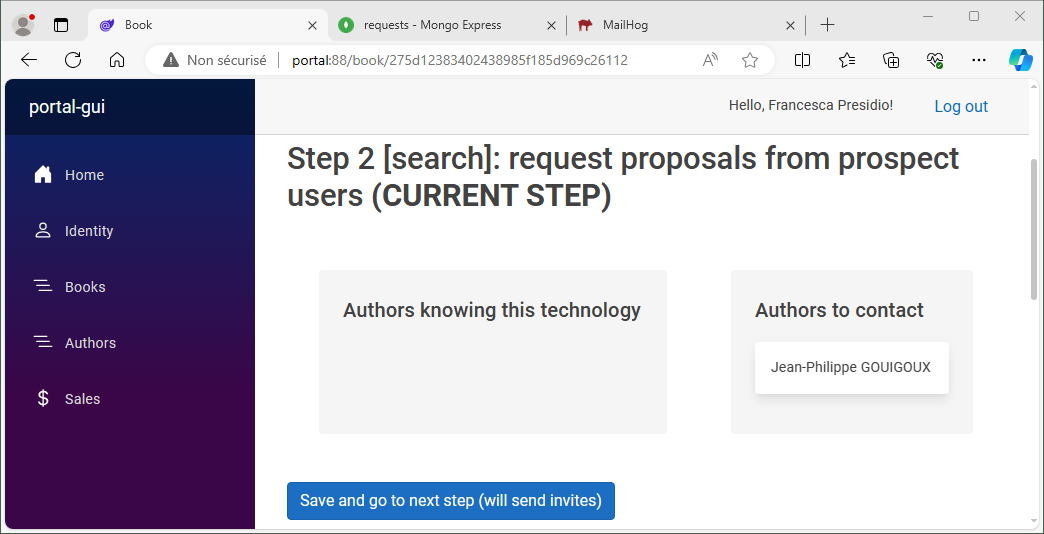 Book
requests - Mongo Express
MailHog
Non sécurisé
portal:88/book/275d12383402438985f185d969c26112
portal-gui
Hello, Francesca Presidio!
Log out
Home
Identity
Books
Authors
Sales
Step 2 [search]: request proposals from prospect
users (CURRENT STEP)
Authors knowing this technology
Authors to contact
Jean-Philippe GOUIGOUX
Save and go to next step (will send invites)